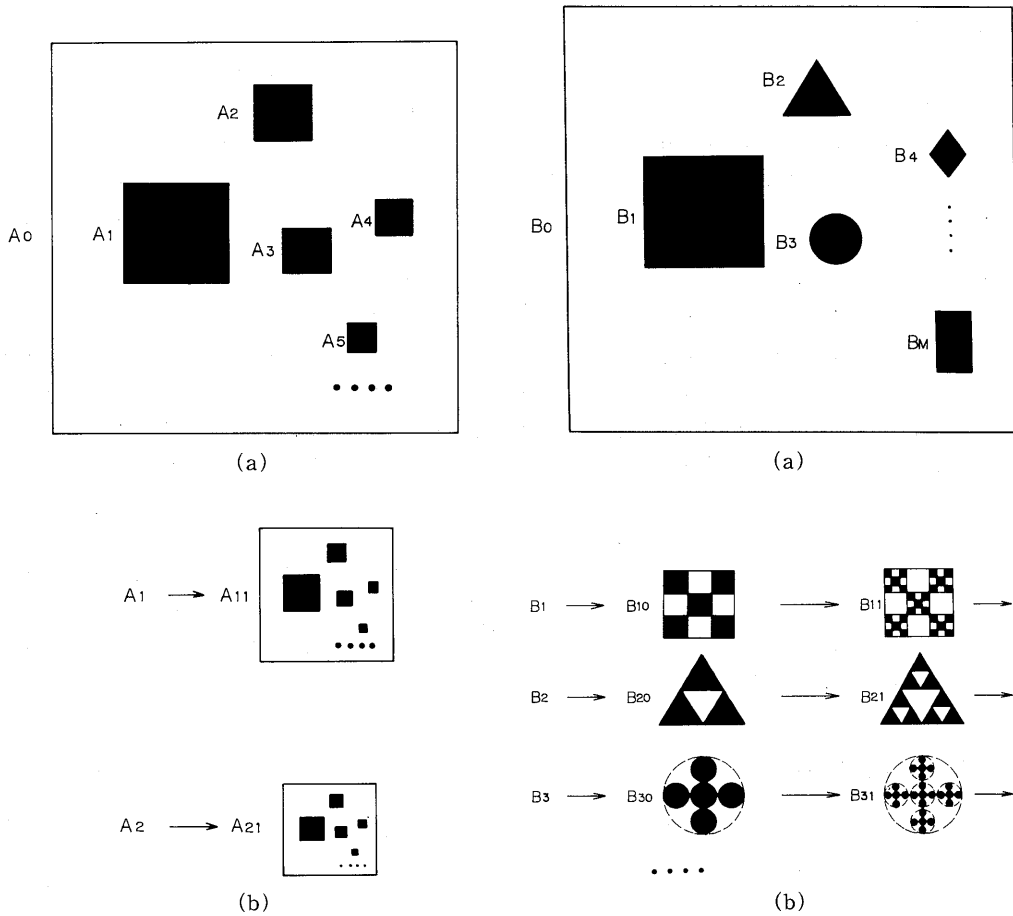 A0
A1
A2
A3
A4
A5
(a)
B0
B1
B2
B3
B4
BM
(a)
A1 → A11
A2 → A21
(b)
B1 → B10 → B11 →
B2 → B20 → B21 →
B3 → B30 → B31 →
(b)